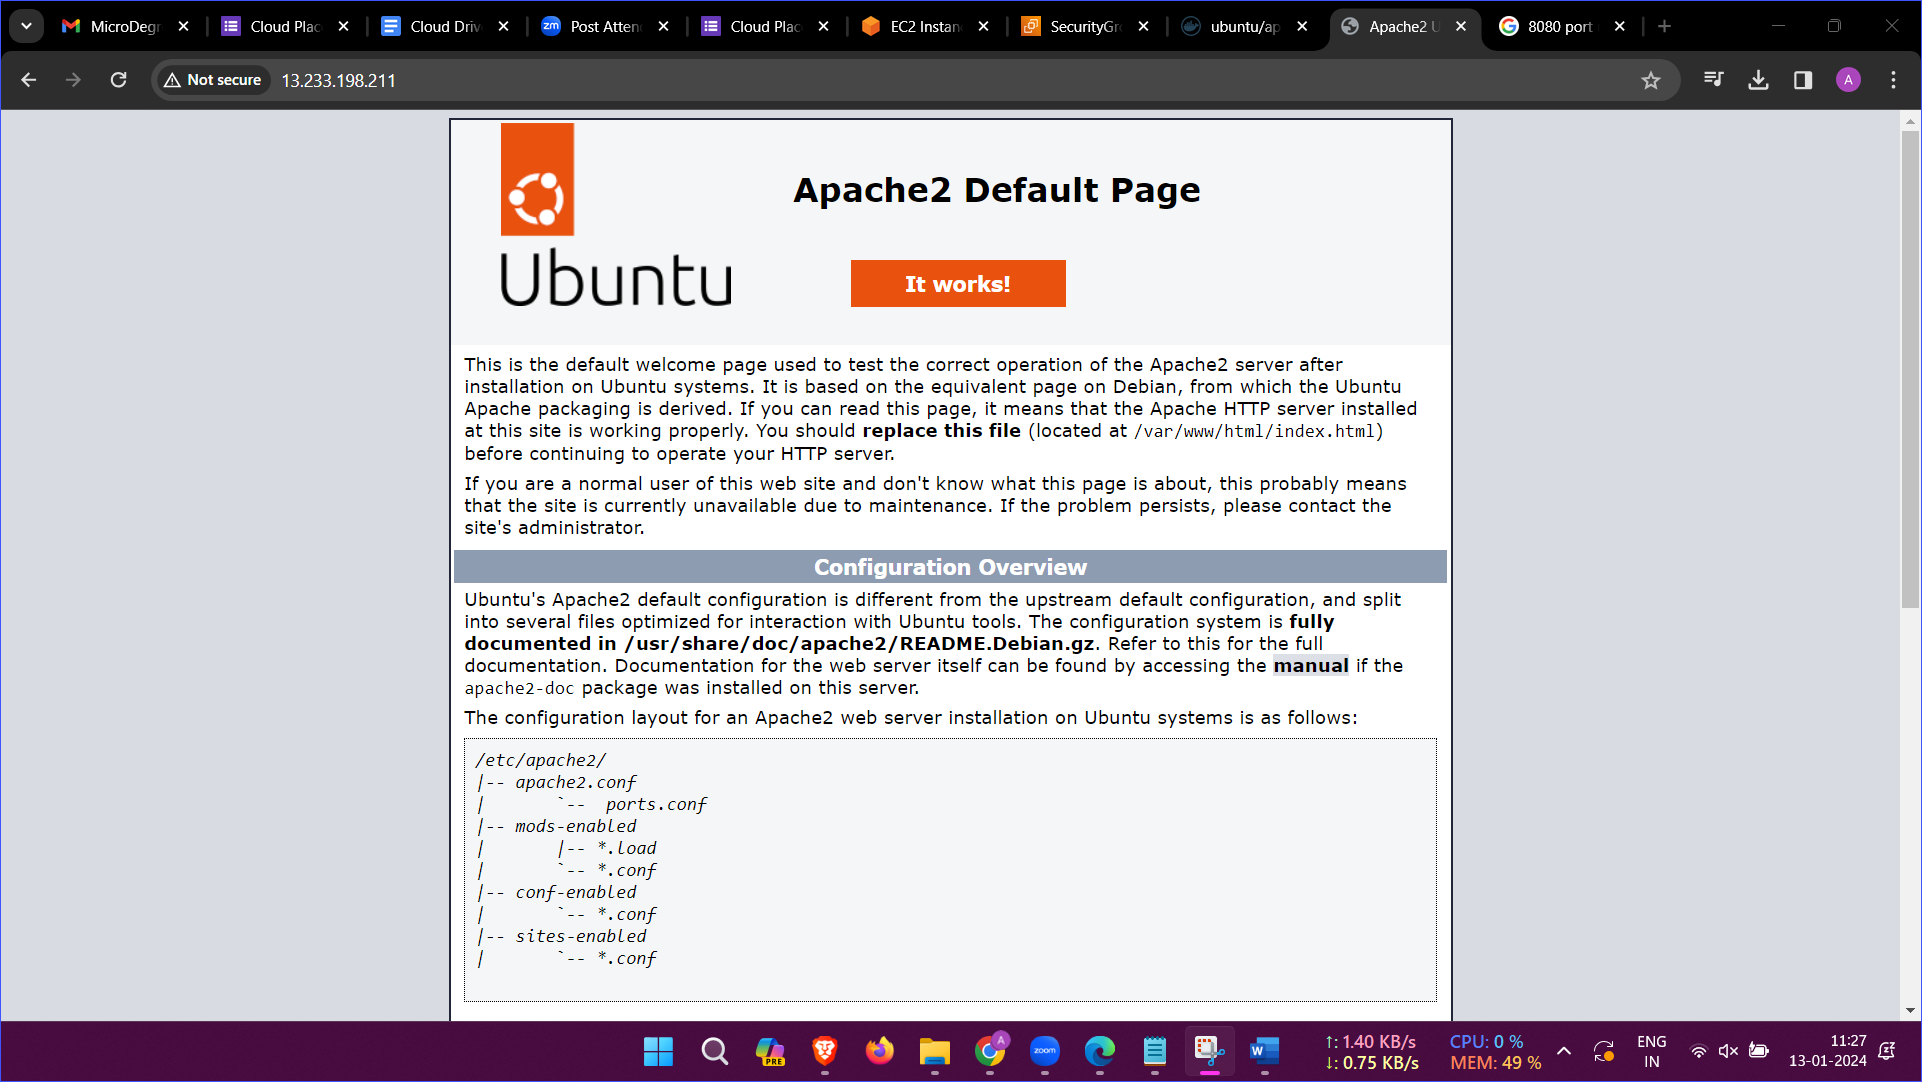 MicroDegr
Cloud Plac
Cloud Driv
zm
Post Atten
Cloud Plac
EC2 Instan
SecurityGr
ubuntu/ap
Apache2 U
8080 port
Not secure
13.233.198.211
A
Apache2 Default Page
Ubuntu
It works!
This is the default welcome page used to test the correct operation of the Apache2 server after
installation on Ubuntu systems. It is based on the equivalent page on Debian, from which the Ubuntu
Apache packaging is derived. If you can read this page, it means that the Apache HTTP server installed
at this site is working properly. You should replace this file (located at /var/www/html/index.html)
before continuing to operate your HTTP server.
If you are a normal user of this web site and don't know what this page is about, this probably means
that the site is currently unavailable due to maintenance. If the problem persists, please contact the
site's administrator.
Configuration Overview
Ubuntu's Apache2 default configuration is different from the upstream default configuration, and split
into several files optimized for interaction with Ubuntu tools. The configuration system is fully
documented in /usr/share/doc/apache2/README.Debian.gz. Refer to this for the full
documentation. Documentation for the web server itself can be found by accessing the manual if the
apache2-doc package was installed on this server.
The configuration layout for an Apache2 web server installation on Ubuntu systems is as follows:
/etc/apache2/
|-- apache2.conf
|       `--  ports.conf
|-- mods-enabled
|       |-- *.load
|       `-- *.conf
|-- conf-enabled
|       `-- *.conf
|-- sites-enabled
|       `-- *.conf
PRE
A
zoom
W
↑: 1.40 KB/s
↓: 0.75 KB/s
CPU: 0 %
MEM: 49 %
ENG
IN
11:27
13-01-2024